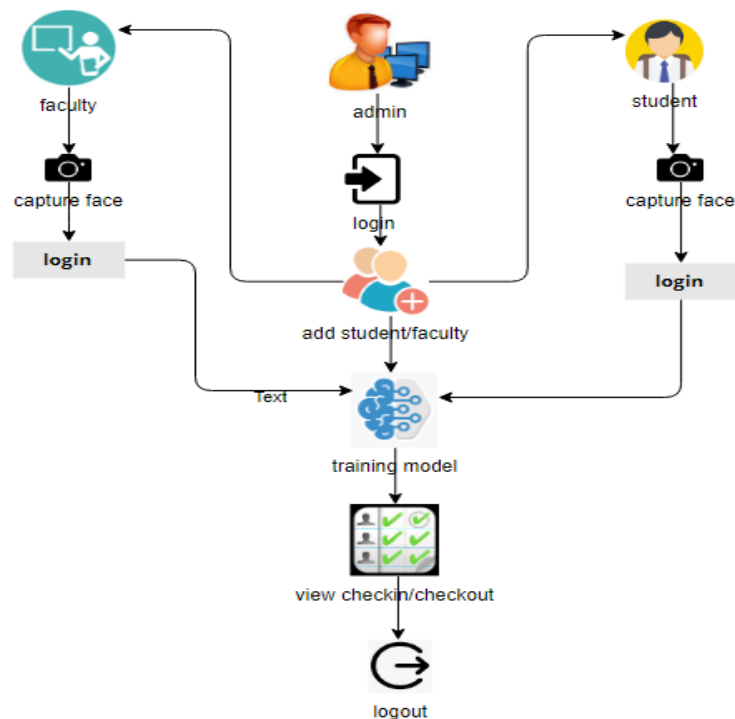 faculty
admin
student
capture face
login
capture face
login
login
add student/faculty
Text
training model
view checkin/checkout
logout